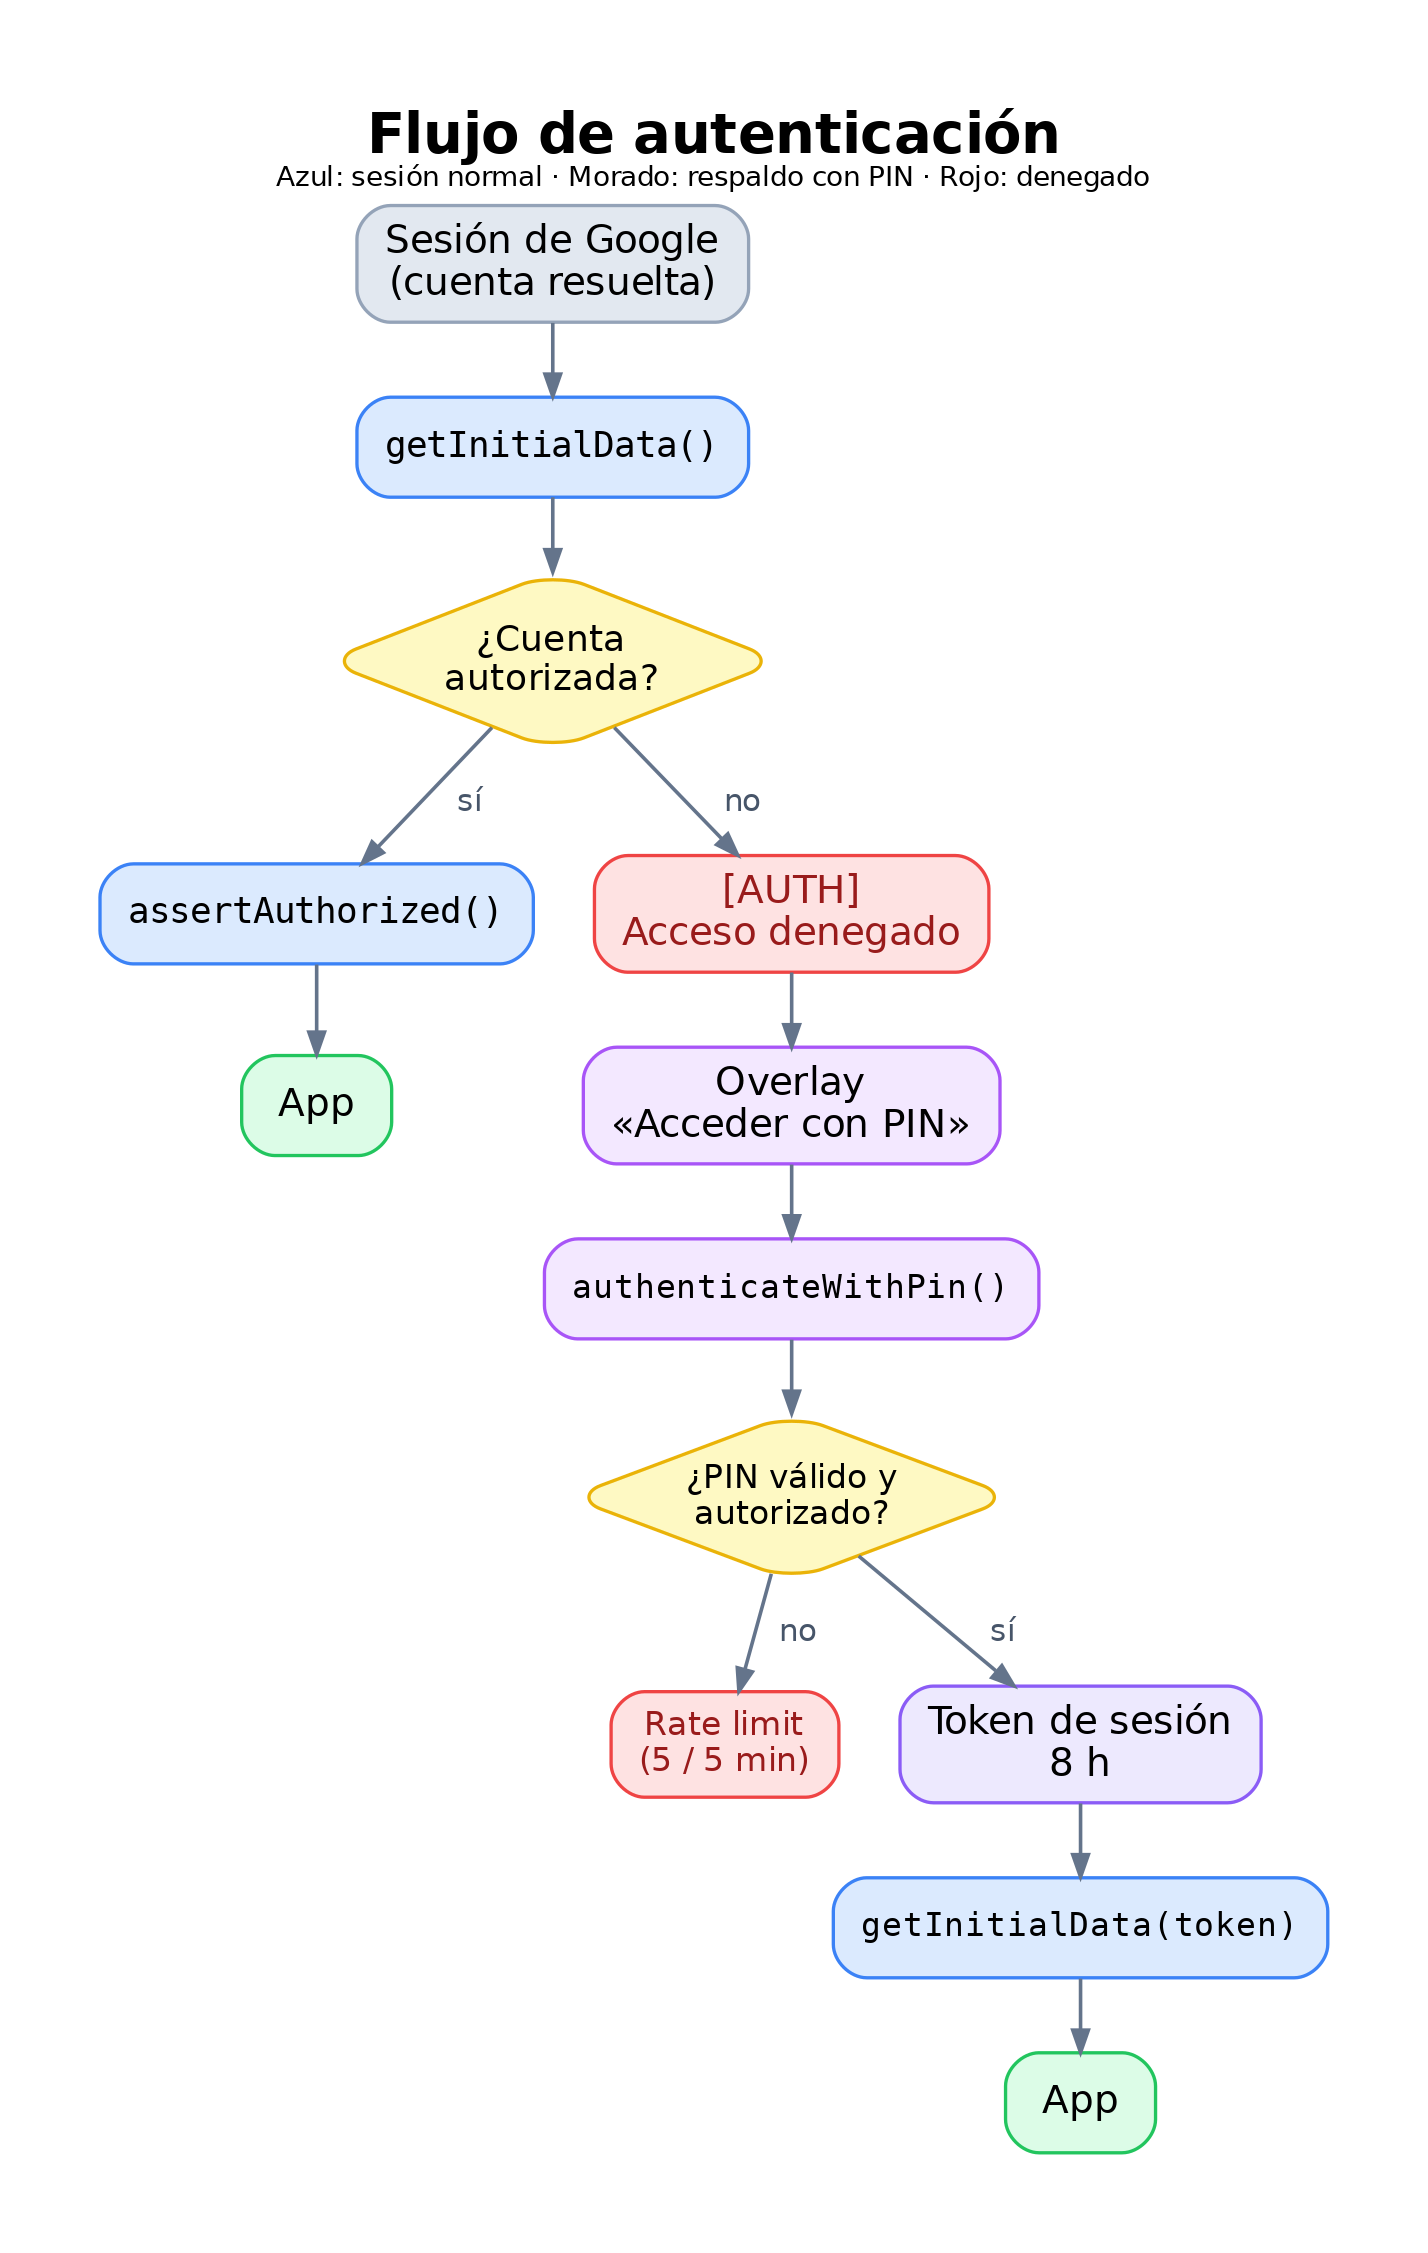 Flujo de autenticación
Azul: sesión normal · Morado: respaldo con PIN · Rojo: denegado
Sesión de Google
(cuenta resuelta)
getInitialData()
¿Cuenta
autorizada?
sí
no
assertAuthorized()
[AUTH]
Acceso denegado
App
Overlay
«Acceder con PIN»
authenticateWithPin()
¿PIN válido y
autorizado?
no
sí
Rate limit
(5 / 5 min)
Token de sesión
8 h
getInitialData(token)
App